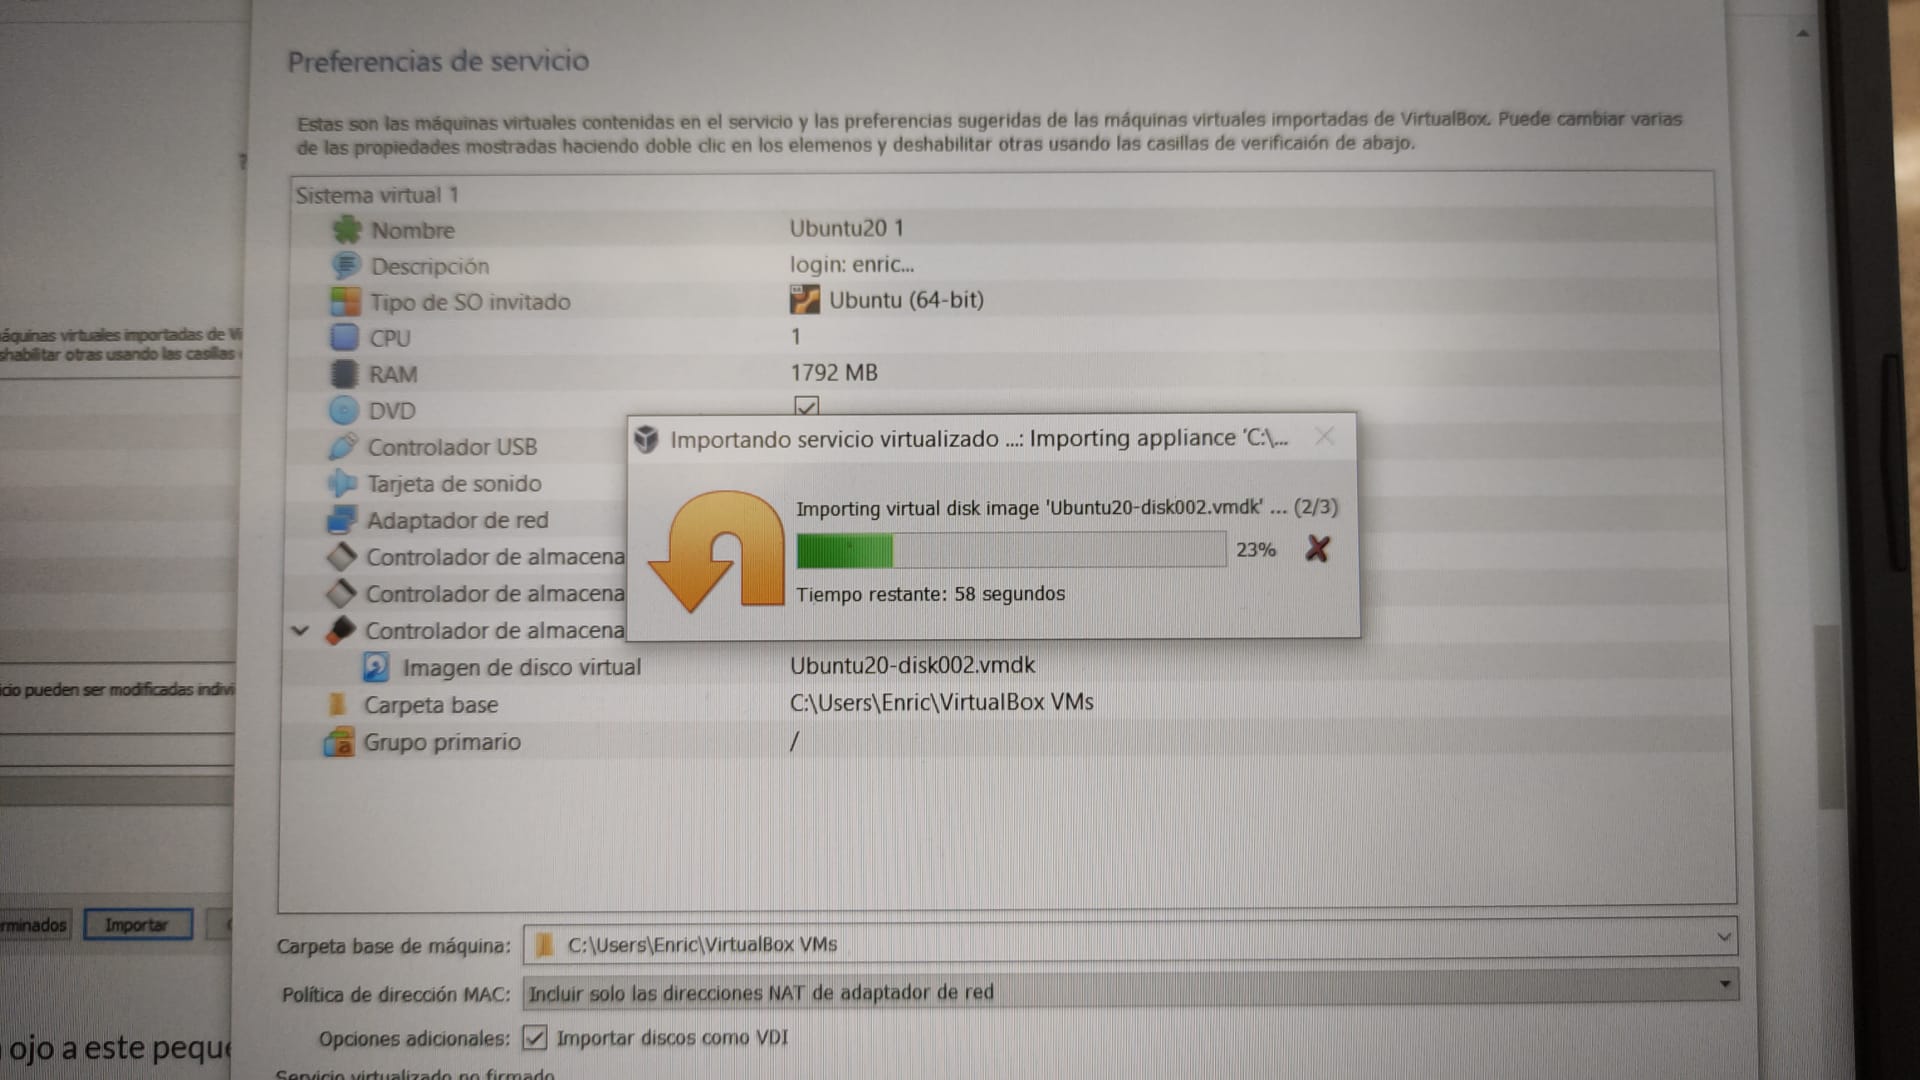 Preferencias de servicio
Estas son las máquinas virtuales contenidas en el servicio y las preferencias sugeridas de las máquinas virtuales importadas de VirtualBox. Puede cambiar varias
de las propiedades mostradas haciendo doble clic en los elemenos y deshabilitar otras usando las casillas de verificaión de abajo.
Sistema virtual 1
Nombre Ubuntu20 1
Descripción login: enric...
Tipo de SO invitado Ubuntu (64-bit)
CPU 1
RAM 1792 MB
DVD
Controlador USB
Tarjeta de sonido
Adaptador de red
Controlador de almacena
Controlador de almacena
Controlador de almacena
Imagen de disco virtual Ubuntu20-disk002.vmdk
Carpeta base C:\Users\Enric\VirtualBox VMs
Grupo primario /
Importando servicio virtualizado ...: Importing appliance 'C:\...
Importing virtual disk image 'Ubuntu20-disk002.vmdk' ... (2/3)
23%
Tiempo restante: 58 segundos
Carpeta base de máquina: C:\Users\Enric\VirtualBox VMs
Política de dirección MAC: Incluir solo las direcciones NAT de adaptador de red
Opciones adicionales: Importar discos como VDI
Servicio virtualizado no firmado
áquinas virtuales importadas de Vi
shabilitar otras usando las casillas
icio pueden ser modificadas indivi
rminados Importar
ojo a este peque